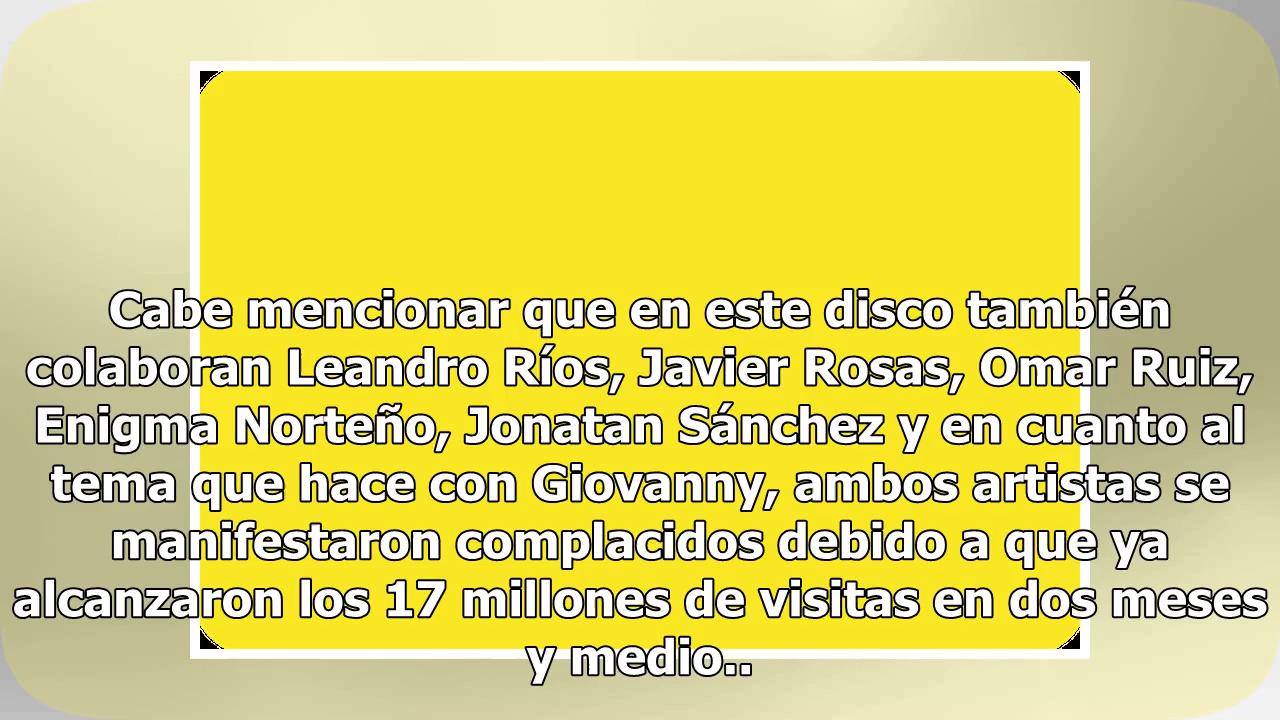 Cabe mencionar que en este disco también
colaboran Leandro Ríos, Javier Rosas, Omar Ruiz,
Enigma Norteño, Jonatan Sánchez y en cuanto al
tema que hace con Giovanny, ambos artistas se
manifestaron complacidos debido a que ya
alcanzaron los 17 millones de visitas en dos meses
y medio..